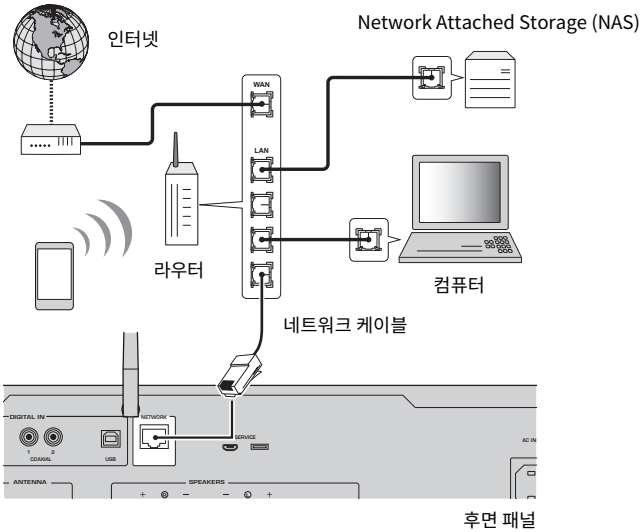 인터넷
Network Attached Storage (NAS)
WAN
LAN
라우터
컴퓨터
네트워크 케이블
DIGITAL IN
NETWORK
1 2
COAXIAL
USB
SERVICE
AC IN
ANTENNA
SPEAKERS
+ R - - L +
후면 패널